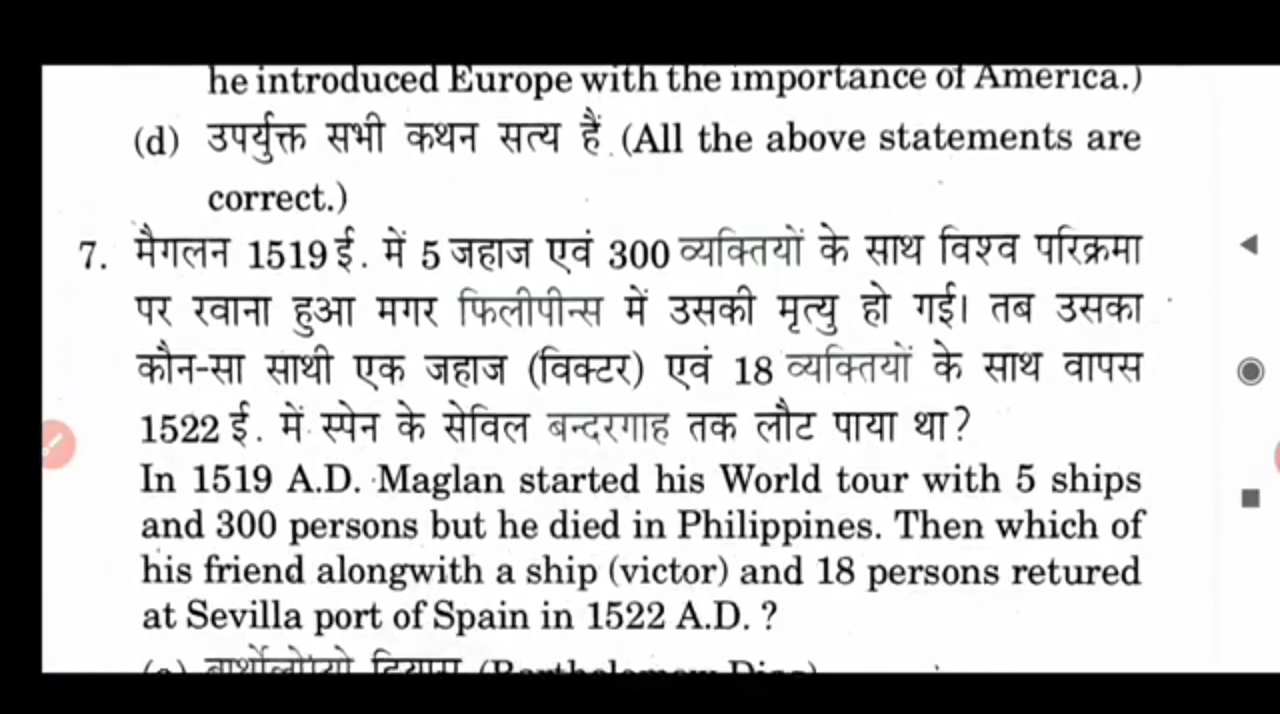 he introduced Europe with the importance of America.)
(d) उपर्युक्त सभी कथन सत्य हैं. (All the above statements are
correct.)
7. मैगलन 1519 ई. में 5 जहाज एवं 300 व्यक्तियों के साथ विश्व परिक्रमा
पर रवाना हुआ मगर फिलीपीन्स में उसकी मृत्यु हो गई। तब उसका
कौन-सा साथी एक जहाज (विक्टर) एवं 18 व्यक्तियों के साथ वापस
1522 ई. में स्पेन के सेविल बन्दरगाह तक लौट पाया था?
In 1519 A.D. Maglan started his World tour with 5 ships
and 300 persons but he died in Philippines. Then which of
his friend alongwith a ship (victor) and 18 persons retured
at Sevilla port of Spain in 1522 A.D. ?